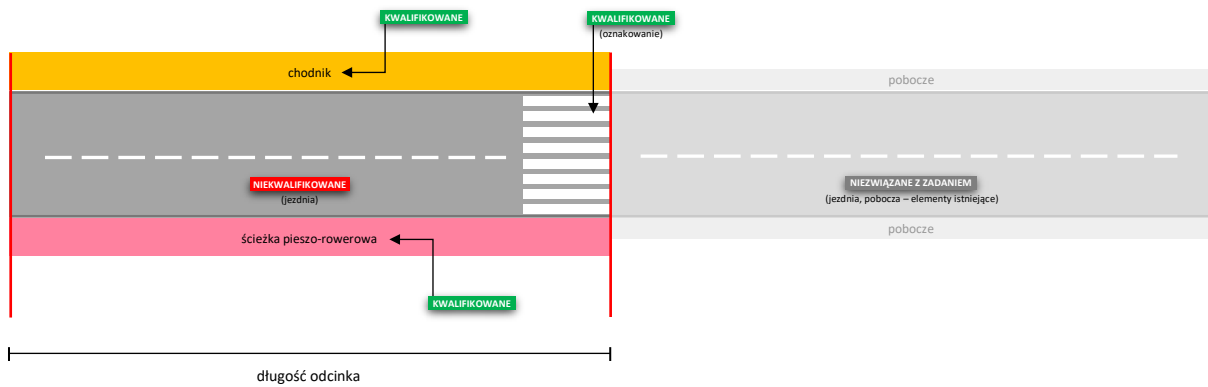 KWALIFIKOWANE
KWALIFIKOWANE
(oznakowanie)
chodnik
pobocze
NIEKWALIFIKOWANE
(jezdnia)
NIEZWIĄZANE Z ZADANIEM
(jezdnia, pobocza – elementy istniejące)
ścieżka pieszo-rowerowa
pobocze
KWALIFIKOWANE
długość odcinka